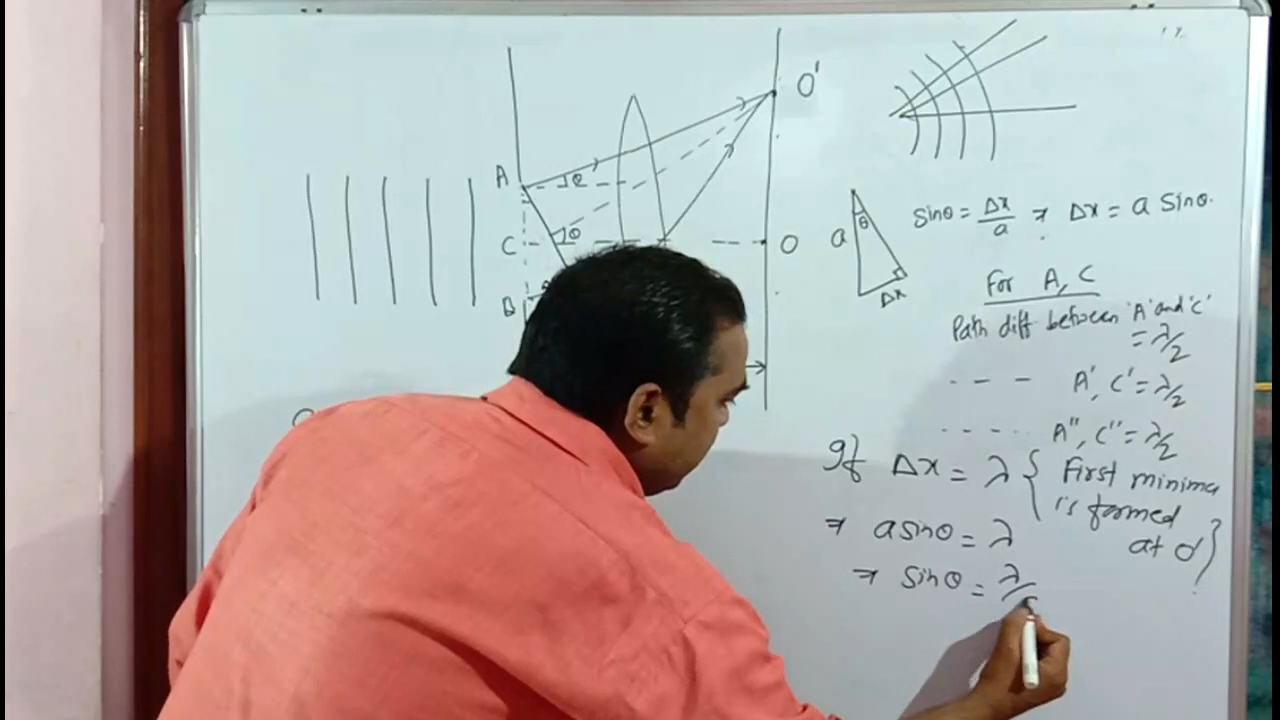 O'
A
θ
C
θ
O
B
a
θ
Δx
Sinθ = Δx/a ⇒ Δx = a Sinθ.
For A, C
Path diff between 'A' and 'C'
= λ/2
- - - A', C' = λ/2
- - - - A'', C'' = λ/2
If Δx = λ { First minima
is formed
at O' }
⇒ a sinθ = λ
⇒ Sinθ = λ/